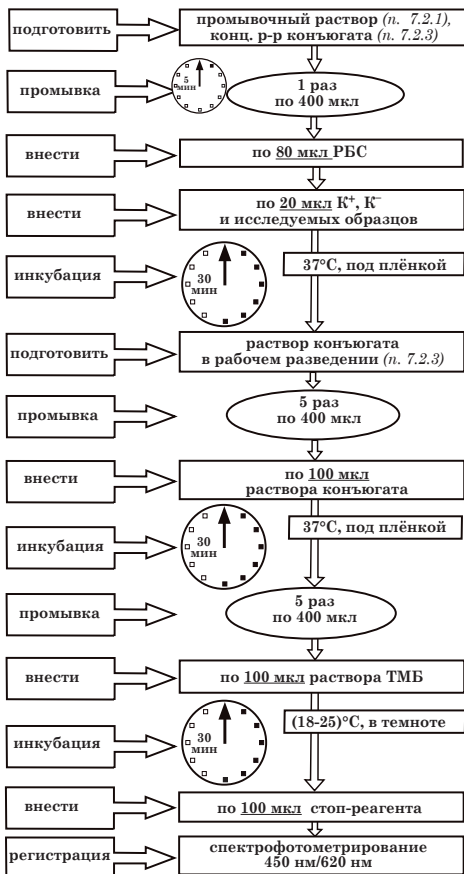 подготовить
промывочный раствор (п. 7.2.1),
конц. р-р конъюгата (п. 7.2.3)
промывка
5
мин
1 раз
по 400 мкл
внести
по 80 мкл РБС
внести
по 20 мкл К⁺, К⁻
и исследуемых образцов
инкубация
30
мин
37°С, под плёнкой
подготовить
раствор конъюгата
в рабочем разведении (п. 7.2.3)
промывка
5 раз
по 400 мкл
внести
по 100 мкл
раствора конъюгата
инкубация
30
мин
37°С, под плёнкой
промывка
5 раз
по 400 мкл
внести
по 100 мкл раствора ТМБ
инкубация
30
мин
(18-25)°С, в темноте
внести
по 100 мкл стоп-реагента
регистрация
спектрофотометрирование
450 нм/620 нм